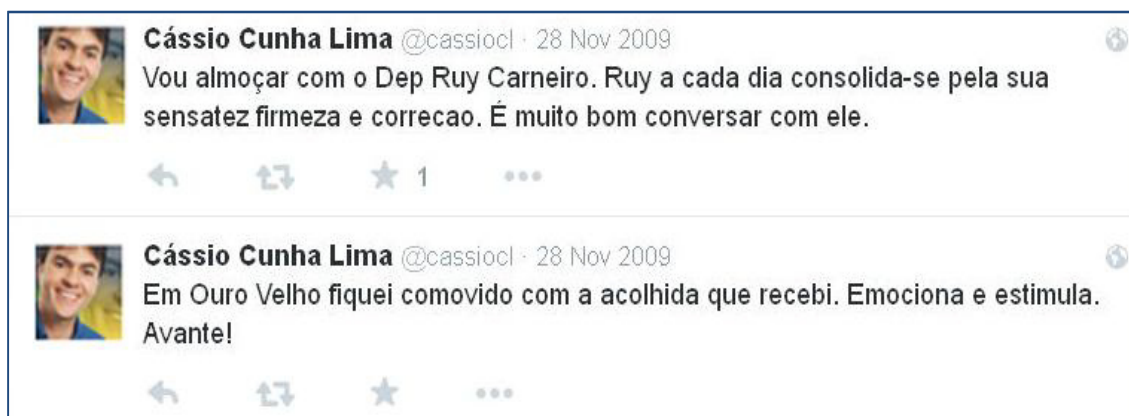 Cássio Cunha Lima @cassiocl · 28 Nov 2009
Vou almoçar com o Dep Ruy Carneiro. Ruy a cada dia consolida-se pela sua
sensatez firmeza e correcao. É muito bom conversar com ele.
1
Cássio Cunha Lima @cassiocl · 28 Nov 2009
Em Ouro Velho fiquei comovido com a acolhida que recebi. Emociona e estimula.
Avante!